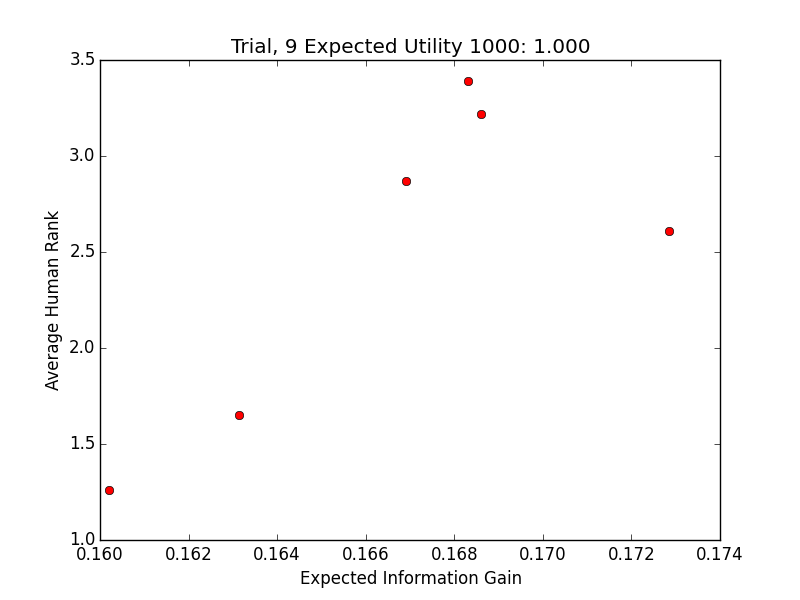 Trial, 9 Expected Utility 1000: 1.000
3.5
3.0
2.5
2.0
1.5
1.0
Average Human Rank
0.160 0.162 0.164 0.166 0.168 0.170 0.172 0.174
Expected Information Gain